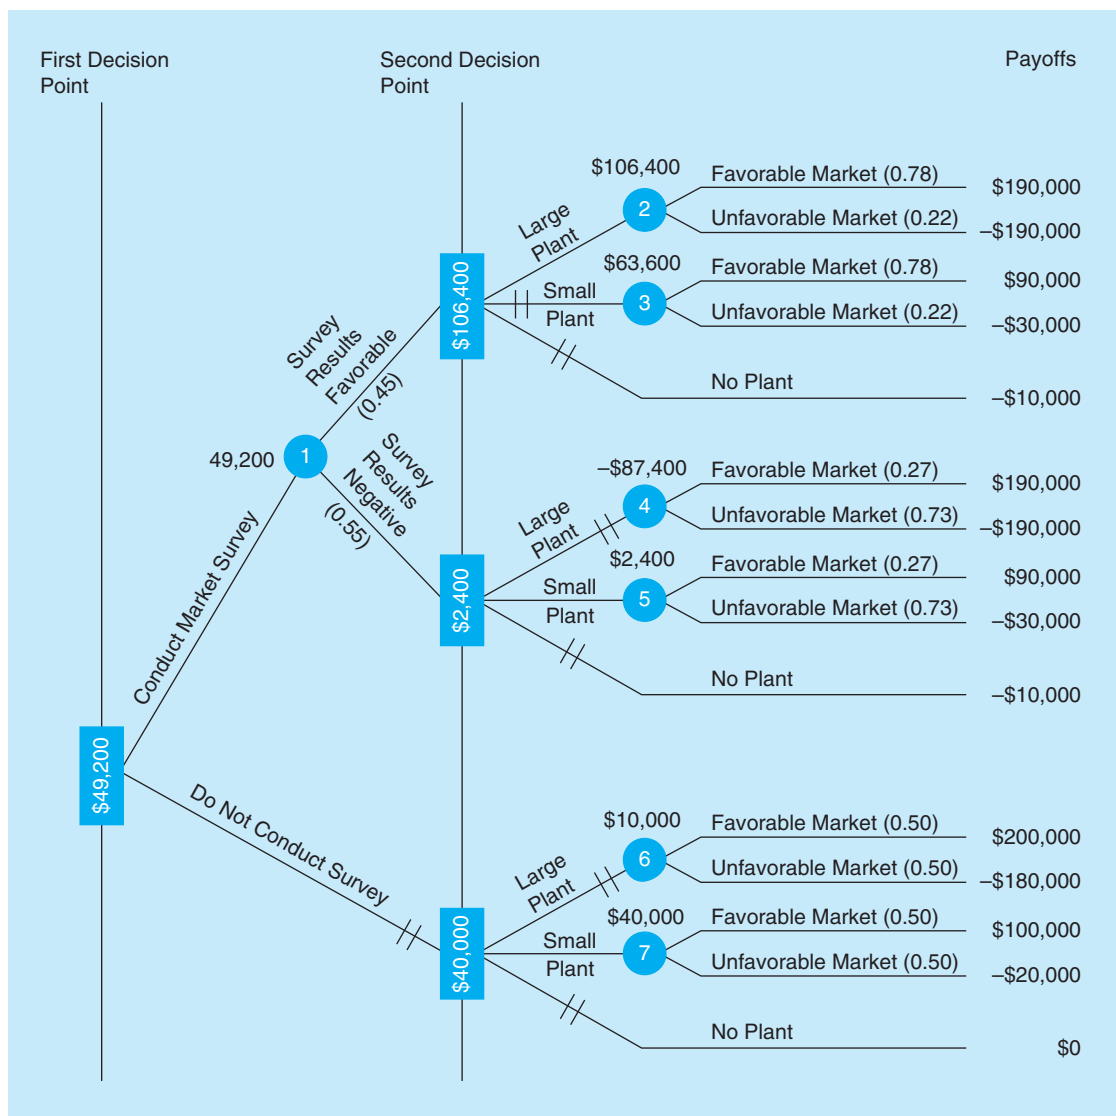 First Decision
Point
Second Decision
Point
Payoffs
$106,400
Favorable Market (0.78)
$190,000
2
Large
Plant
Unfavorable Market (0.22)
–$190,000
$63,600
Favorable Market (0.78)
$90,000
$106,400
Small
Plant
3
Unfavorable Market (0.22)
–$30,000
No Plant
–$10,000
Survey
Results
Favorable
(0.45)
49,200
1
Survey
Results
Negative
(0.55)
–$87,400
Favorable Market (0.27)
$190,000
4
Large
Plant
Unfavorable Market (0.73)
–$190,000
$2,400
Favorable Market (0.27)
$90,000
$2,400
Small
Plant
5
Unfavorable Market (0.73)
–$30,000
No Plant
–$10,000
Conduct Market Survey
$49,200
Do Not Conduct Survey
$10,000
Favorable Market (0.50)
$200,000
6
Large
Plant
Unfavorable Market (0.50)
–$180,000
$40,000
Favorable Market (0.50)
$100,000
$40,000
Small
Plant
7
Unfavorable Market (0.50)
–$20,000
No Plant
$0